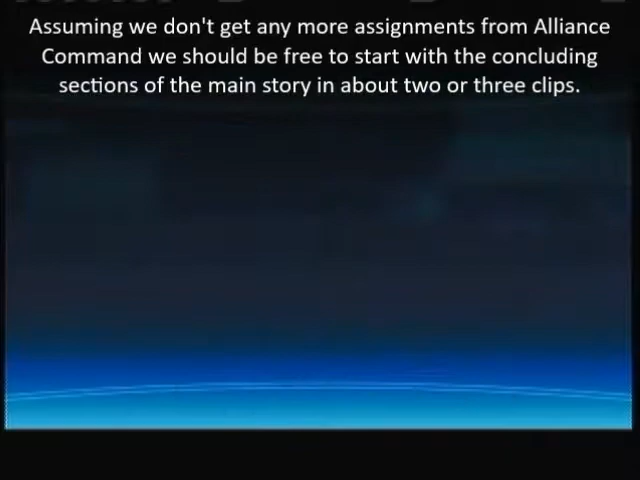 Assuming we don't get any more assignments from Alliance
Command we should be free to start with the concluding
sections of the main story in about two or three clips.